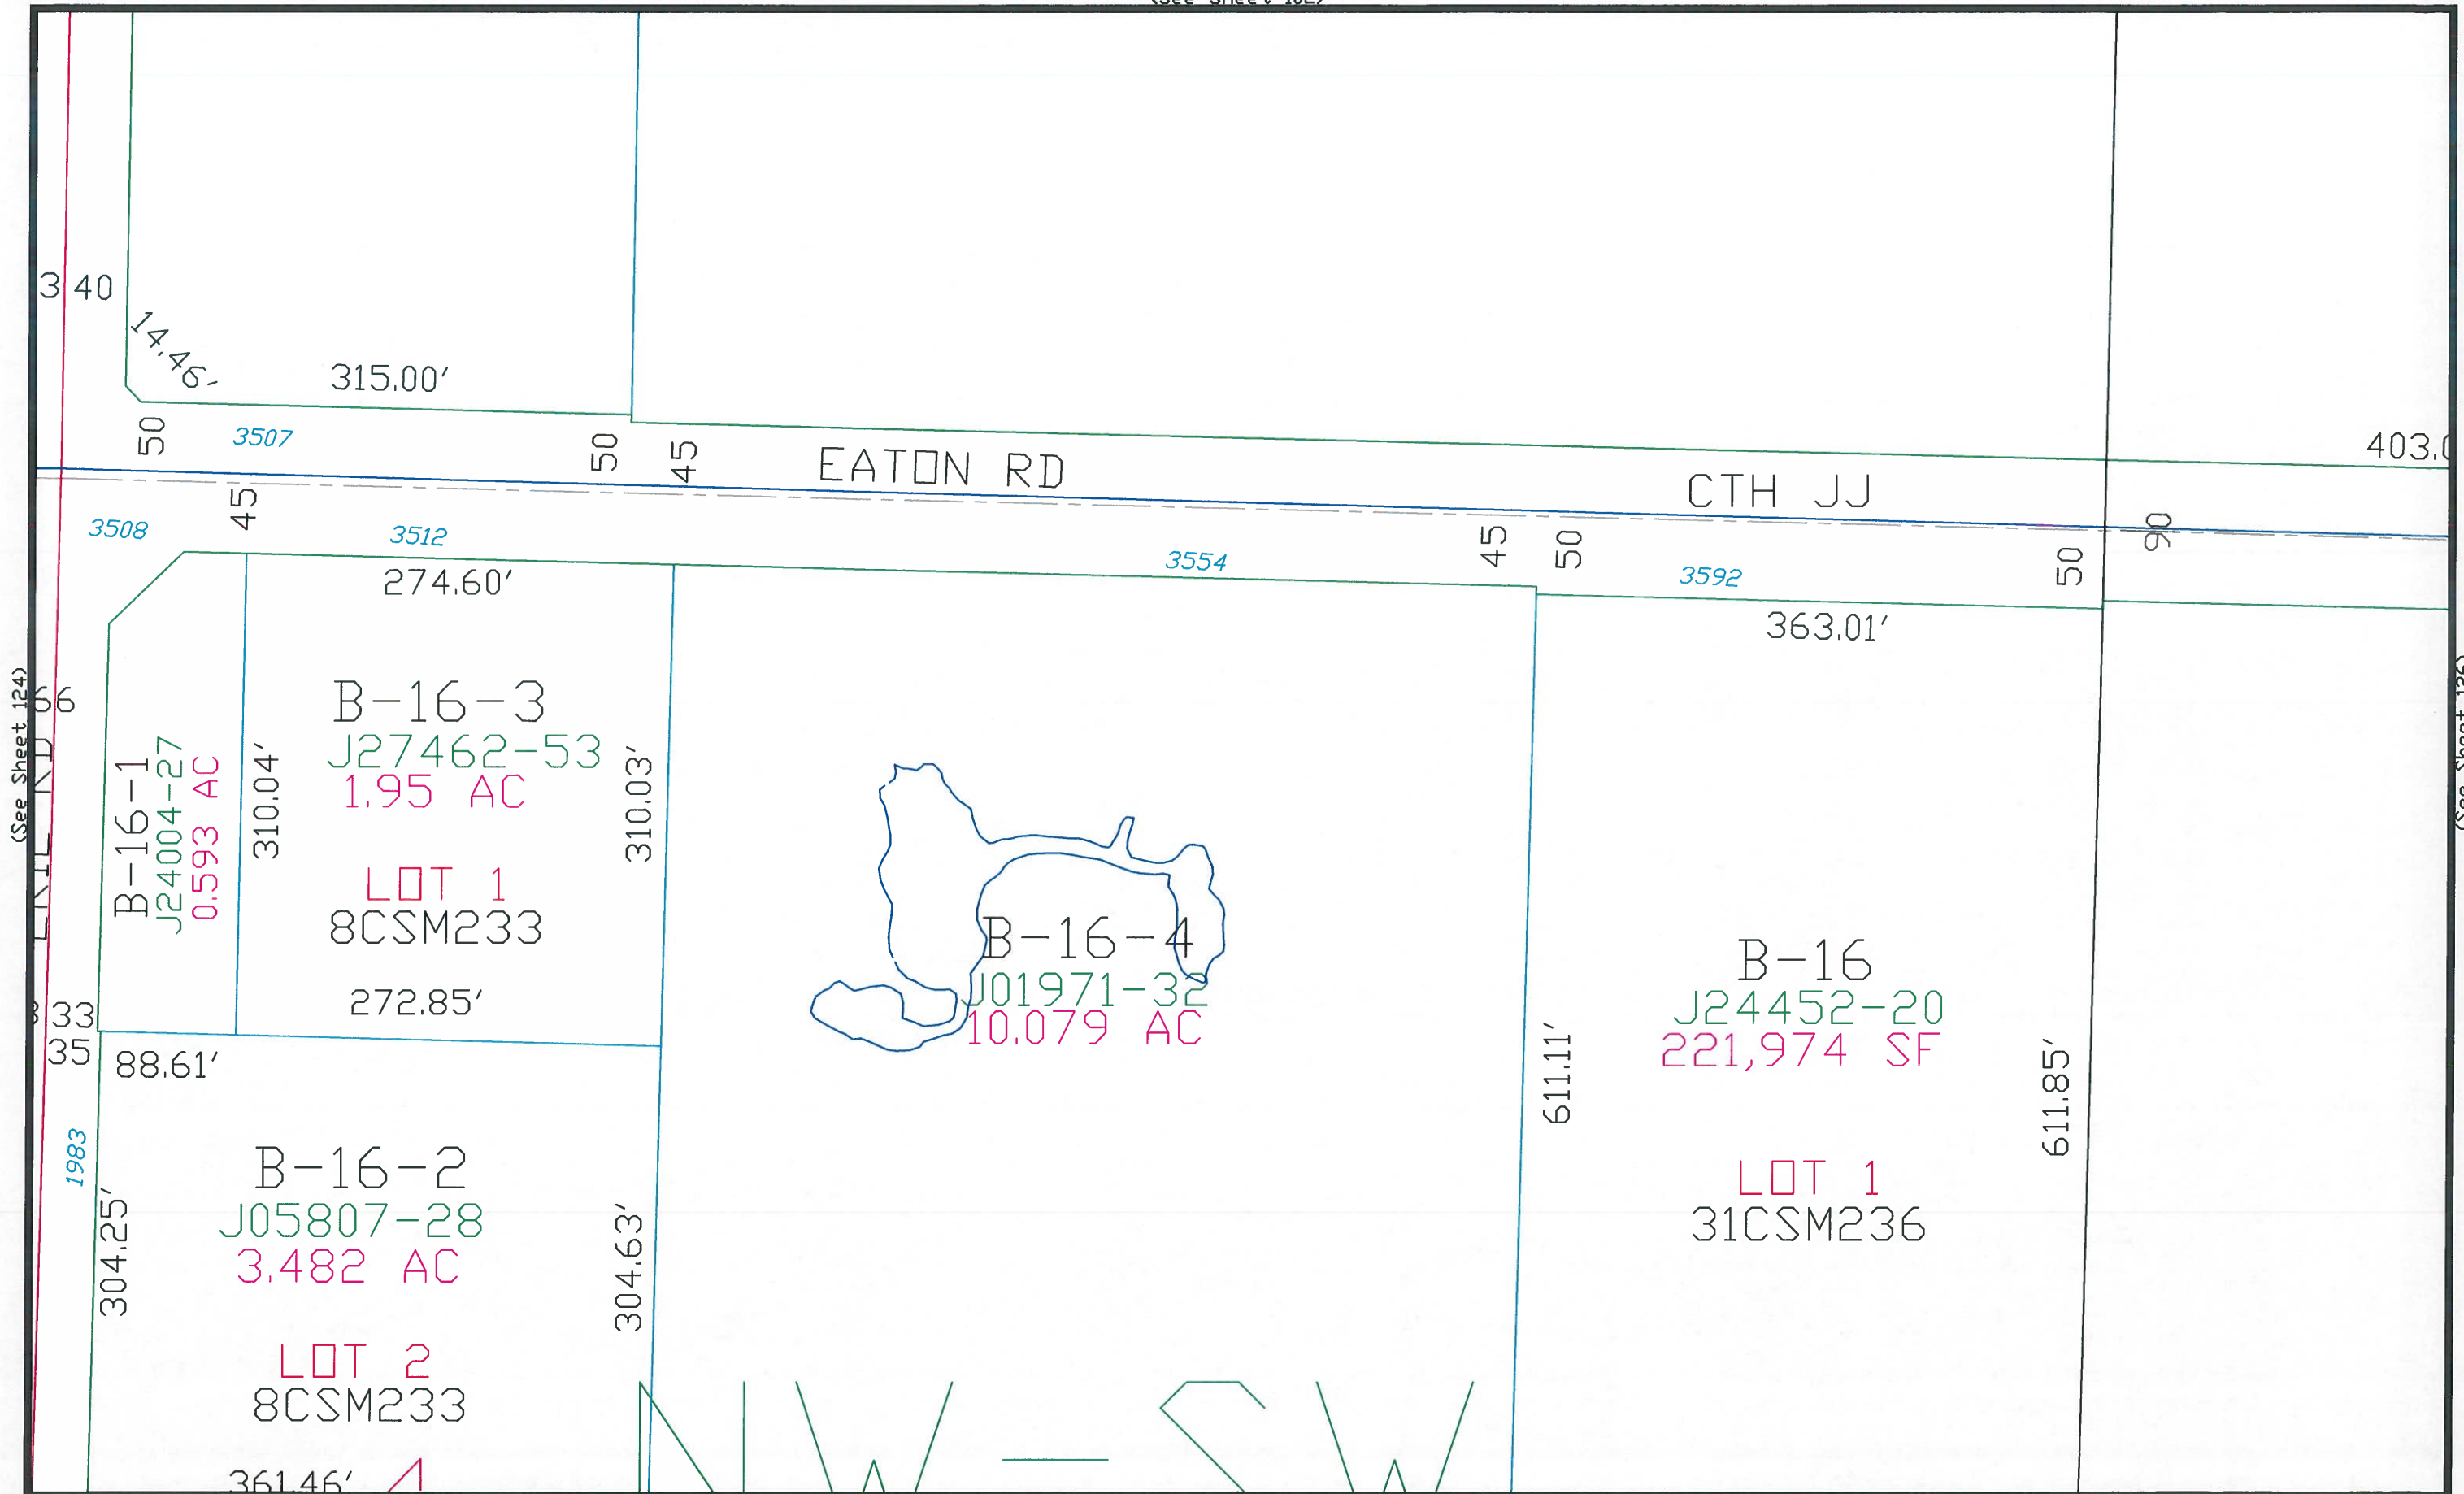 3 40
14.46'
315.00'
50
3507
50
45
EATON RD
CTH JJ
403.0
3508
45
3512
274.60'
3554
45
50
3592
50
90
363.01'
(See Sheet 124)
66
B-16-1
J24004-27
0.593 AC
310.04'
B-16-3
J27462-53
1.95 AC
LOT 1
8CSM233
272.85'
310.03'
B-16-4
J01971-32
10.079 AC
B-16
J24452-20
221,974 SF
LOT 1
31CSM236
611.11'
611.85'
33
35
88.61'
1983
304.25'
B-16-2
J05807-28
3.482 AC
LOT 2
8CSM233
304.63'
361.46'
NW-SW